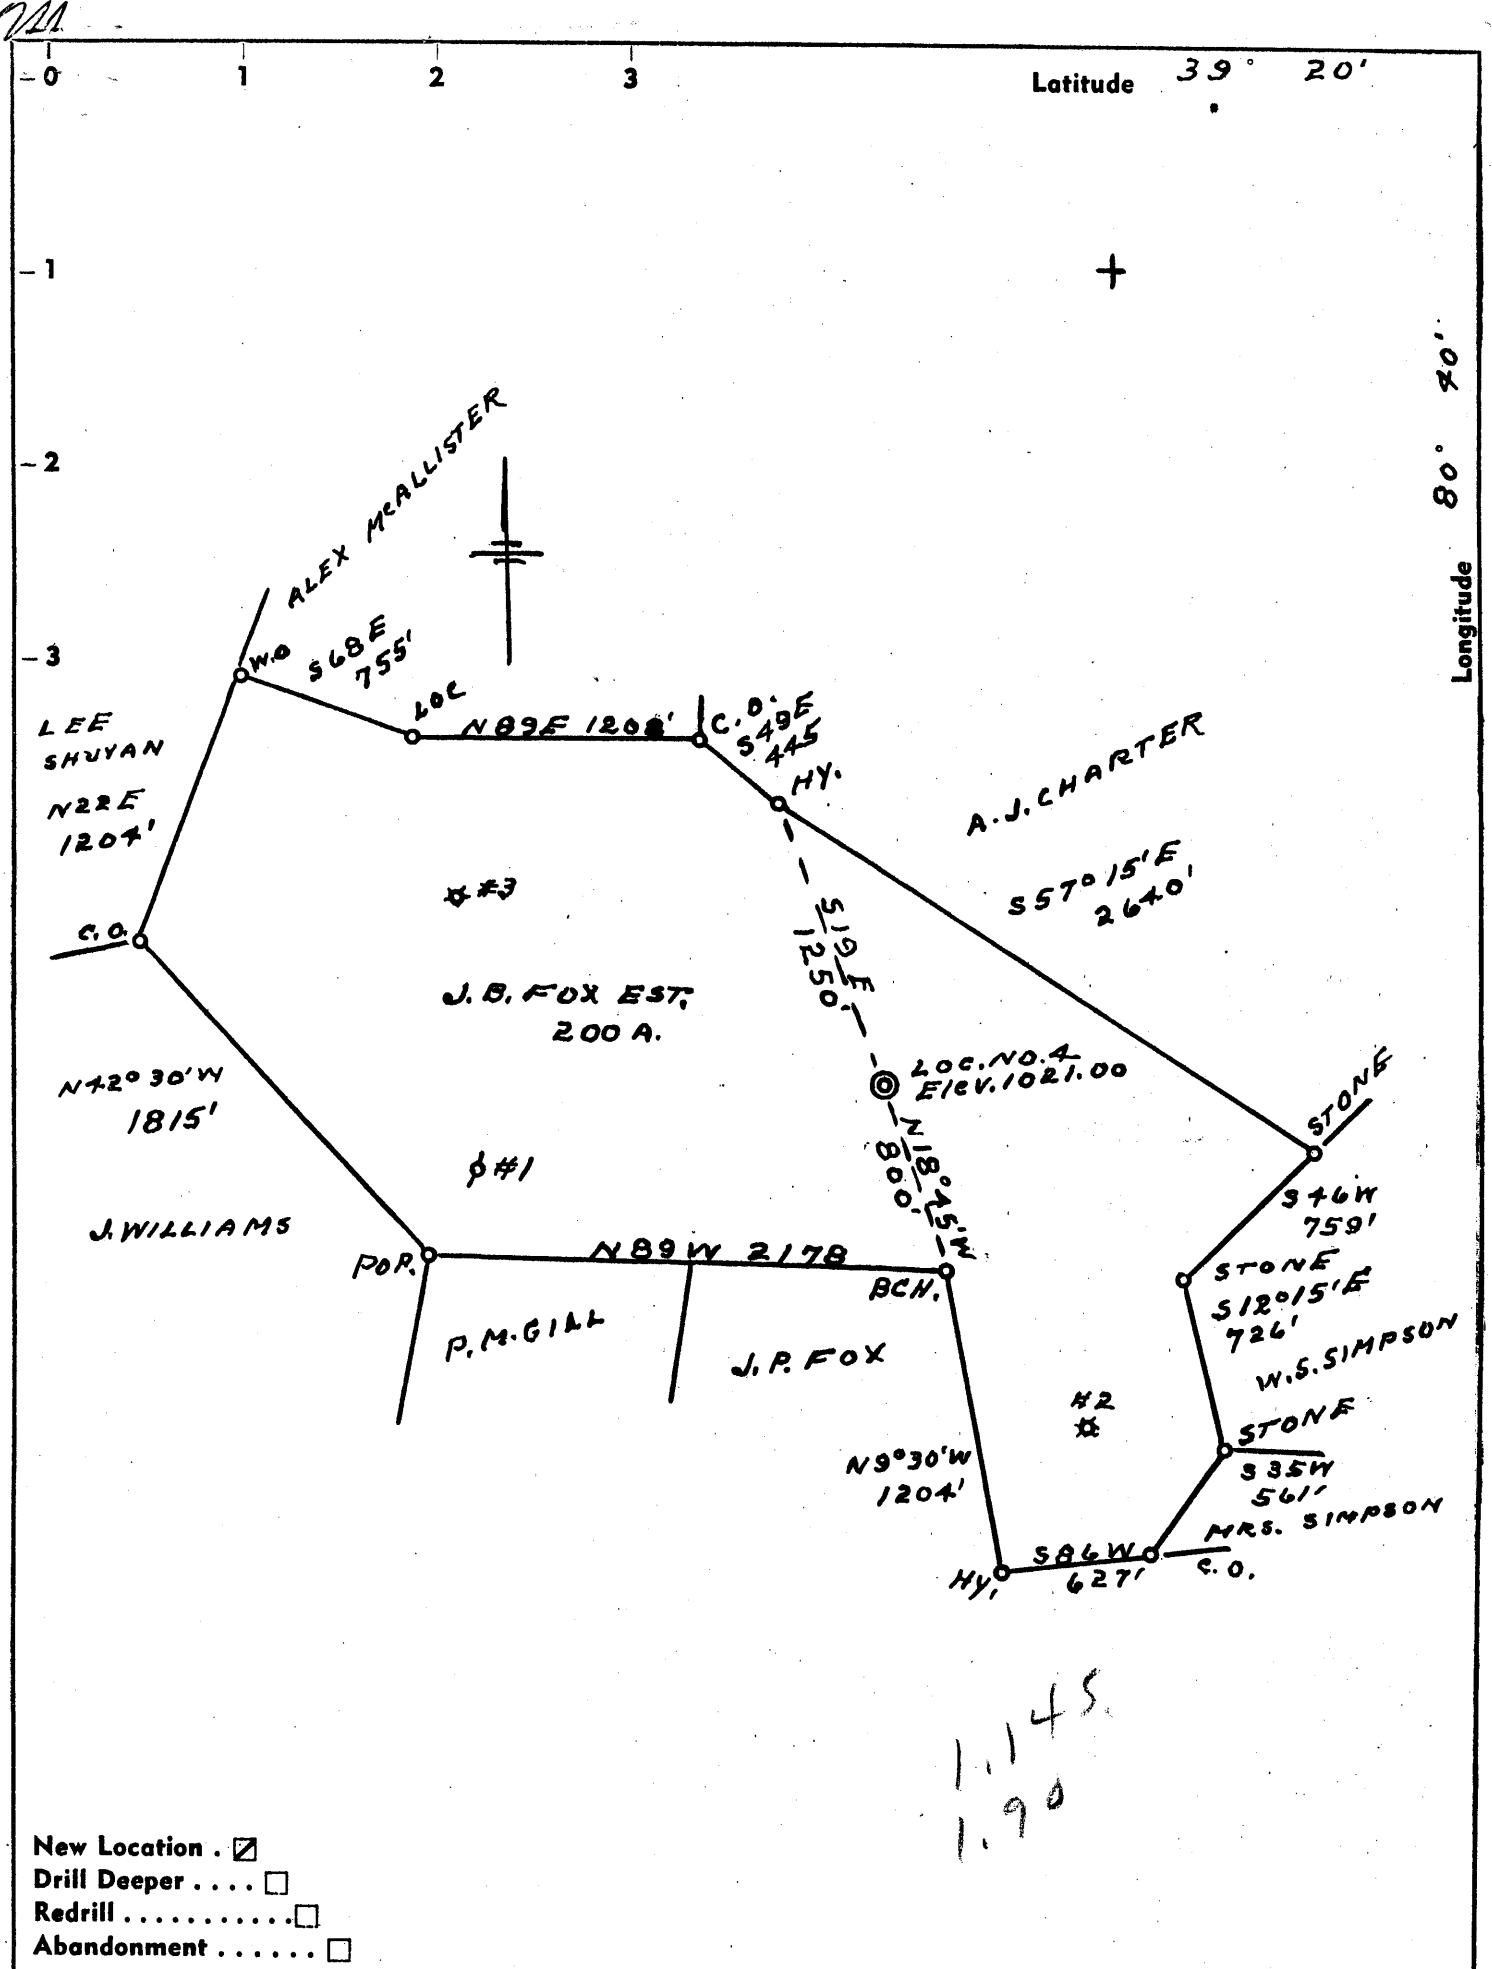 0 1 2 3
Latitude 39° 20'
1
2
3
80° 40'
Longitude
ALEX McALLISTER
W.O
S68E
755'
LOC
N89E 1208'
C.O.
S49E
445
HY.
LEE
SHUYAN
N22E
1204'
A.J. CHARTER
S57°15'E
2640'
#3
C.O.
S19E
1250'
J.B. FOX EST.
200 A.
LOC. NO. 4
Elev. 1021.00
N42°30'W
1815'
N18°45'W
800'
STONE
#1
S46W
759'
J. WILLIAMS
POP.
N89W 2178
BCH.
STONE
S12°15'E
726'
P.M. GILL
J.P. FOX
W.S. SIMPSON
#2
STONE
N9°30'W
1204'
S35W
561'
MRS. SIMPSON
S86W
627'
C.O.
Hy.
1.145
1.90
New Location .
Drill Deeper ....
Redrill ...........
Abandonment ......